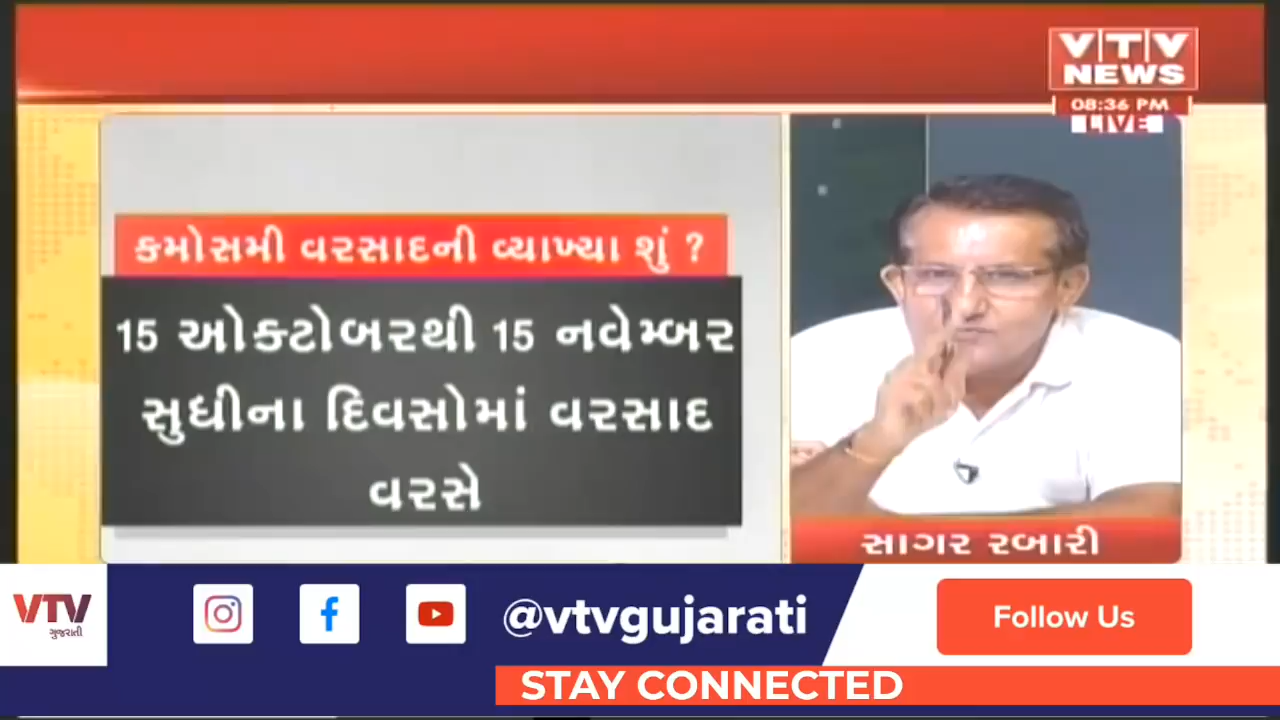 VTV
NEWS
08:36 PM
LIVE
કમોસમી વરસાદની વ્યાખ્યા શું ?
15 ઓક્ટોબરથી 15 નવેમ્બર
સુધીના દિવસોમાં વરસાદ
વરસે
સાગર રબારી
VTV
ગુજરાતી
@vtvgujarati
Follow Us
STAY CONNECTED